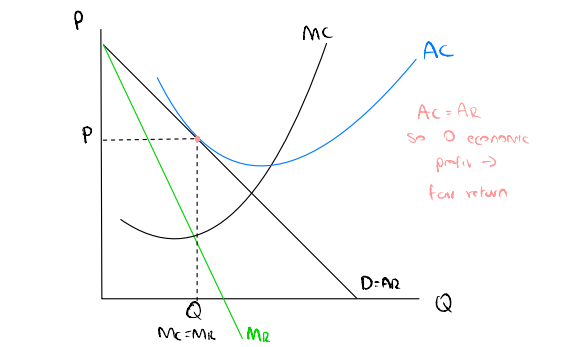 P
MC
AC
AC = AR
so 0 economic
profit →
fair return
P
D=AR
Q
Q
MC=MR
MR